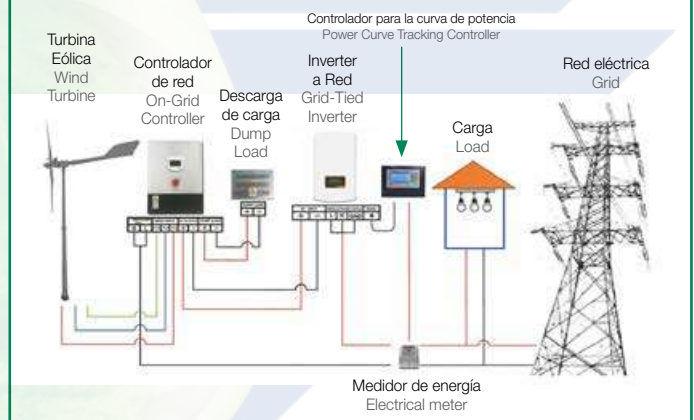 Controlador para la curva de potencia
Power Curve Tracking Controller
Turbina
Eólica
Wind
Turbine
Controlador
de red
On-Grid
Controller
Descarga
de carga
Dump
Load
Inverter
a Red
Grid-Tied
Inverter
Carga
Load
Red eléctrica
Grid
Medidor de energía
Electrical meter